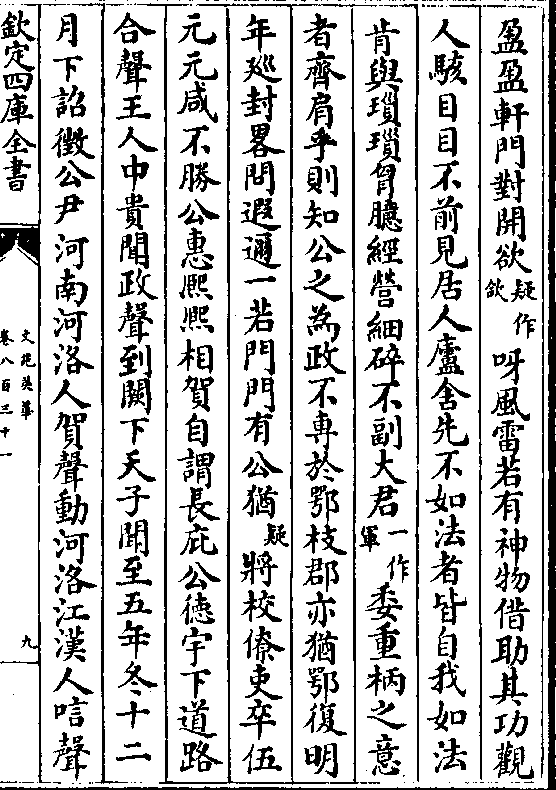 盈盈軒門對開欲疑作欿呀風雷若有神物借助其功觀
人駭目目不前見居人廬舍先不如法者皆自我如法
肯與瑣瑣胷臆經營細碎不副大君一作軍委重柄之意
者齊肩乎則知公之為政不専於鄂枝郡亦猶鄂復明
年廵封畧問遐邇一若門門有公猶疑將校僚吏卒伍
元元咸不勝公惠熈熈相賀自謂長庇公徳宇下道路
合聲王人中貴聞政聲到闕下天子聞至五年冬十二
月下詔徴公尹河南河洛人賀聲動河洛江漢人唁聲
欽定四庫全書
文苑英華
卷八百三十一
九